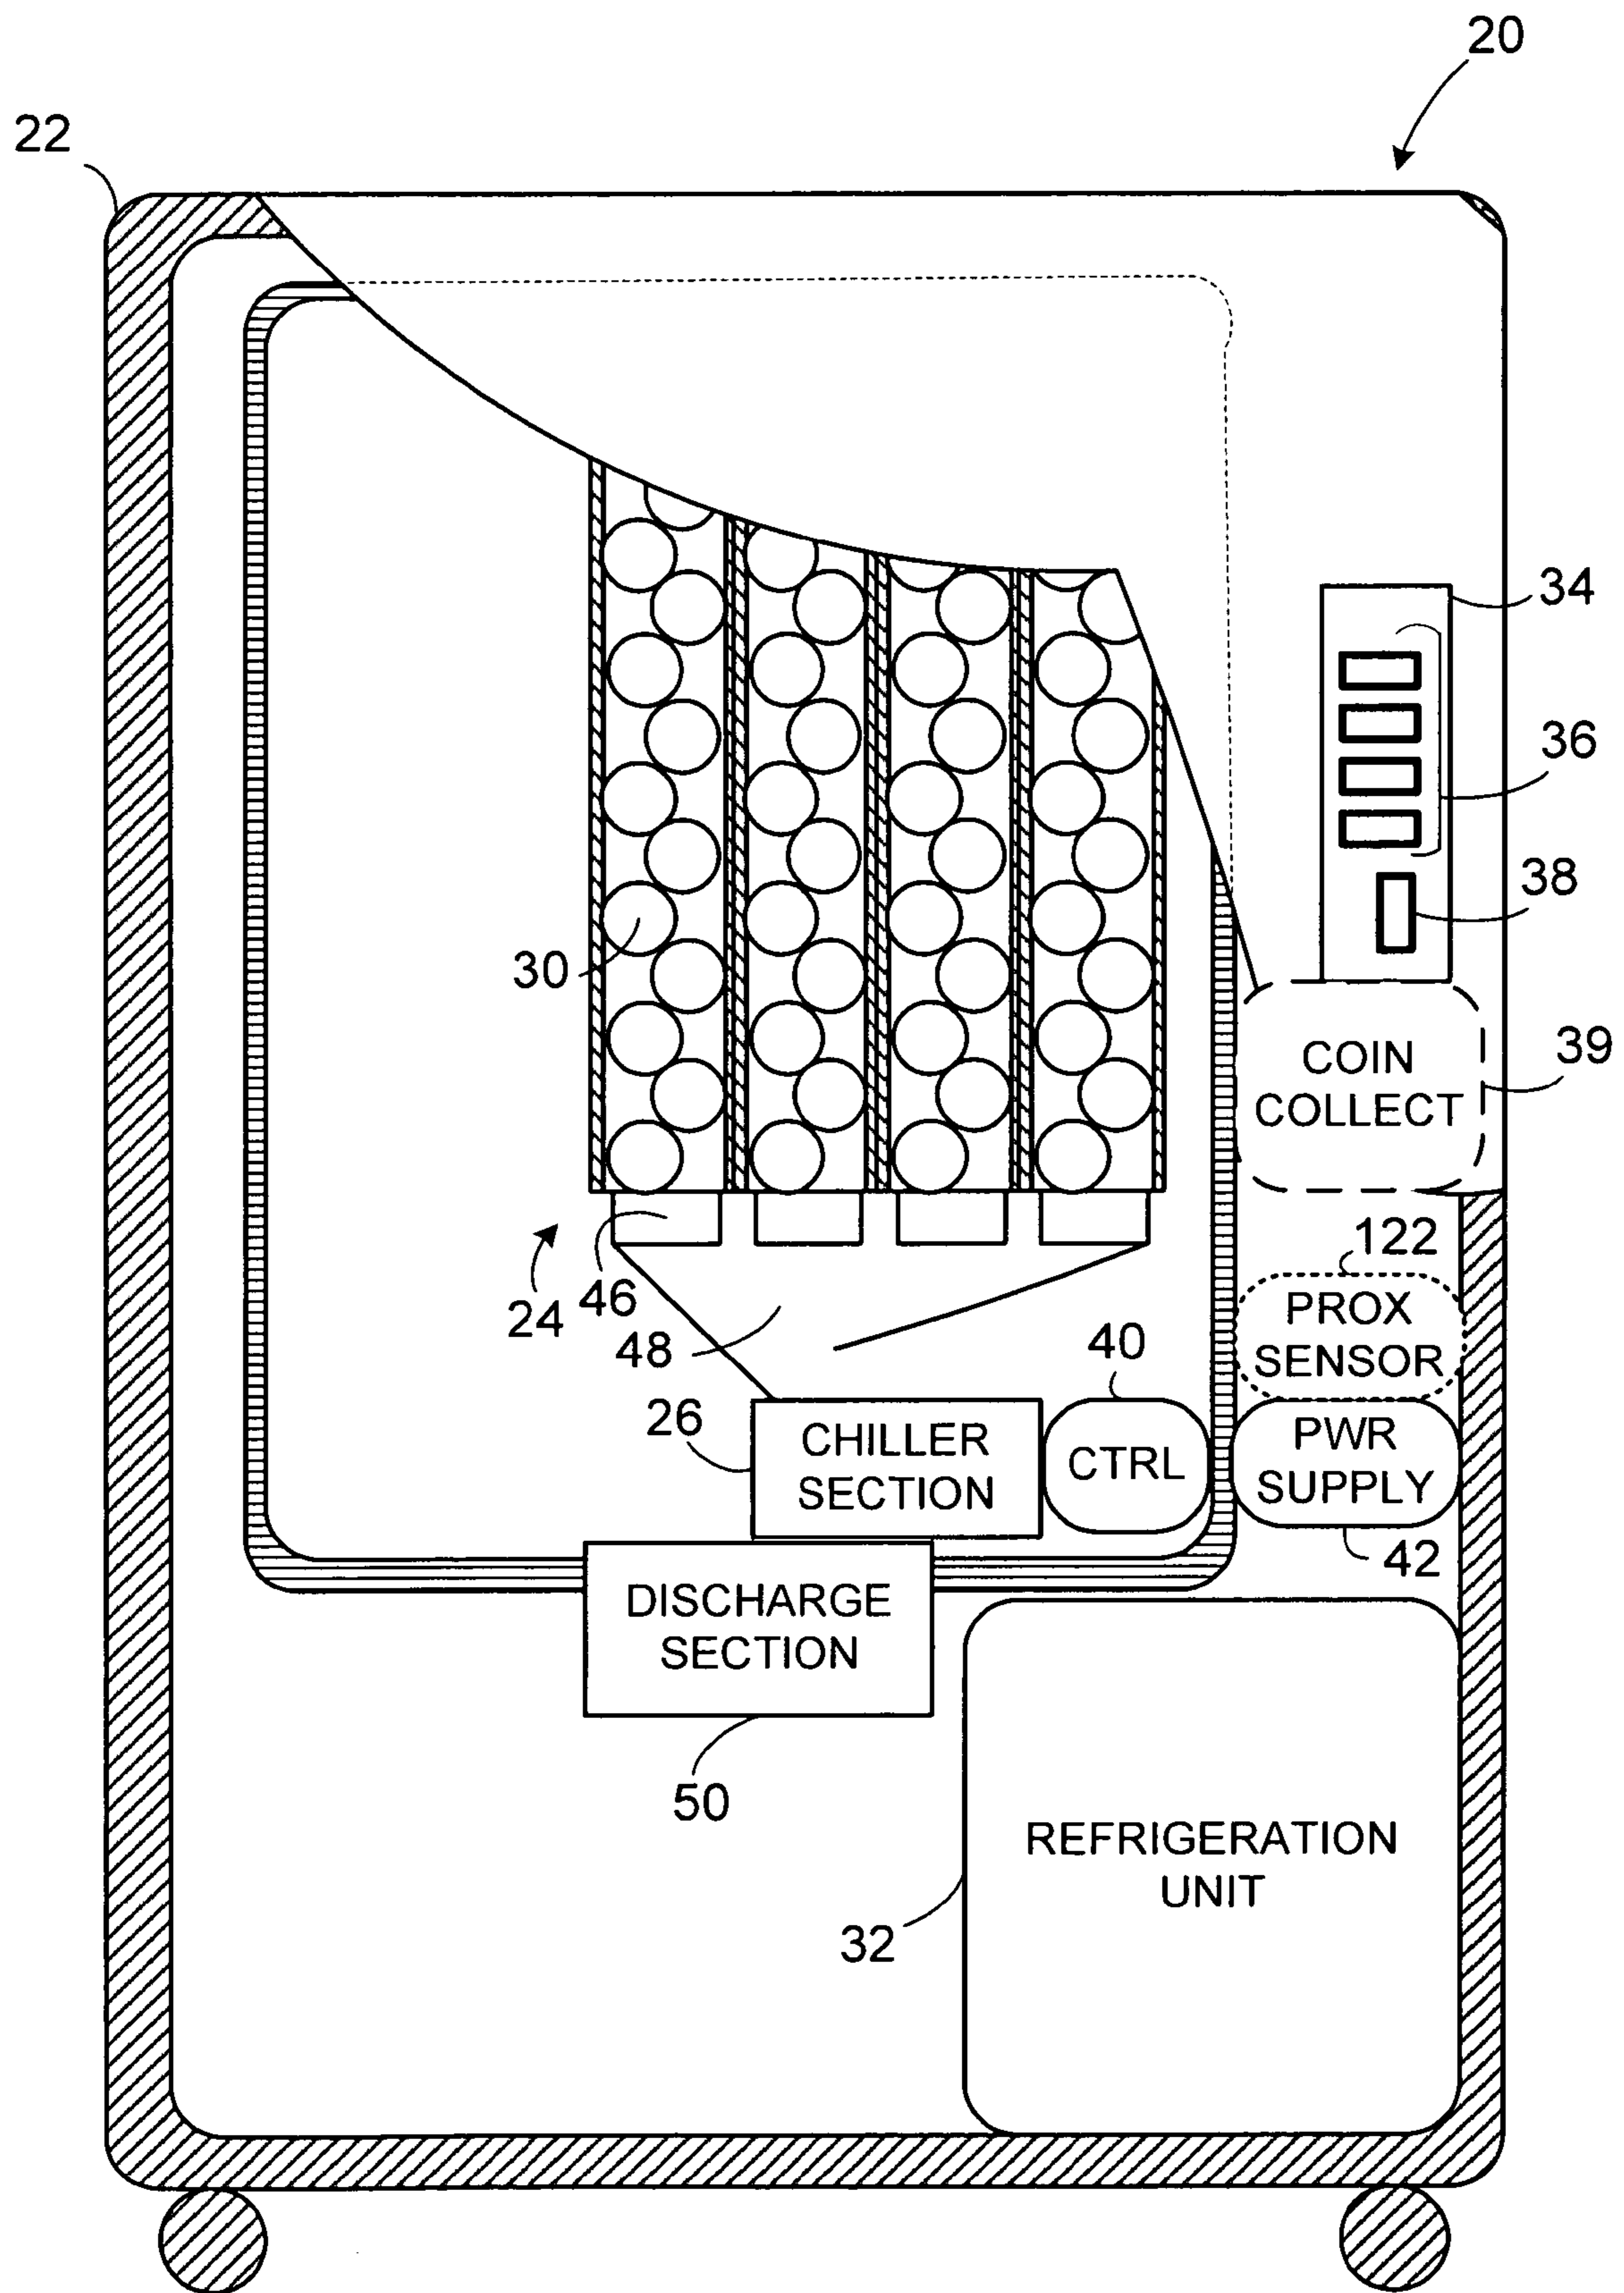 20
22
34
36
38
30
COIN
COLLECT
39
122
24
46
PROX
SENSOR
48
40
26
CHILLER
SECTION
CTRL
PWR
SUPPLY
42
DISCHARGE
SECTION
50
REFRIGERATION
UNIT
32